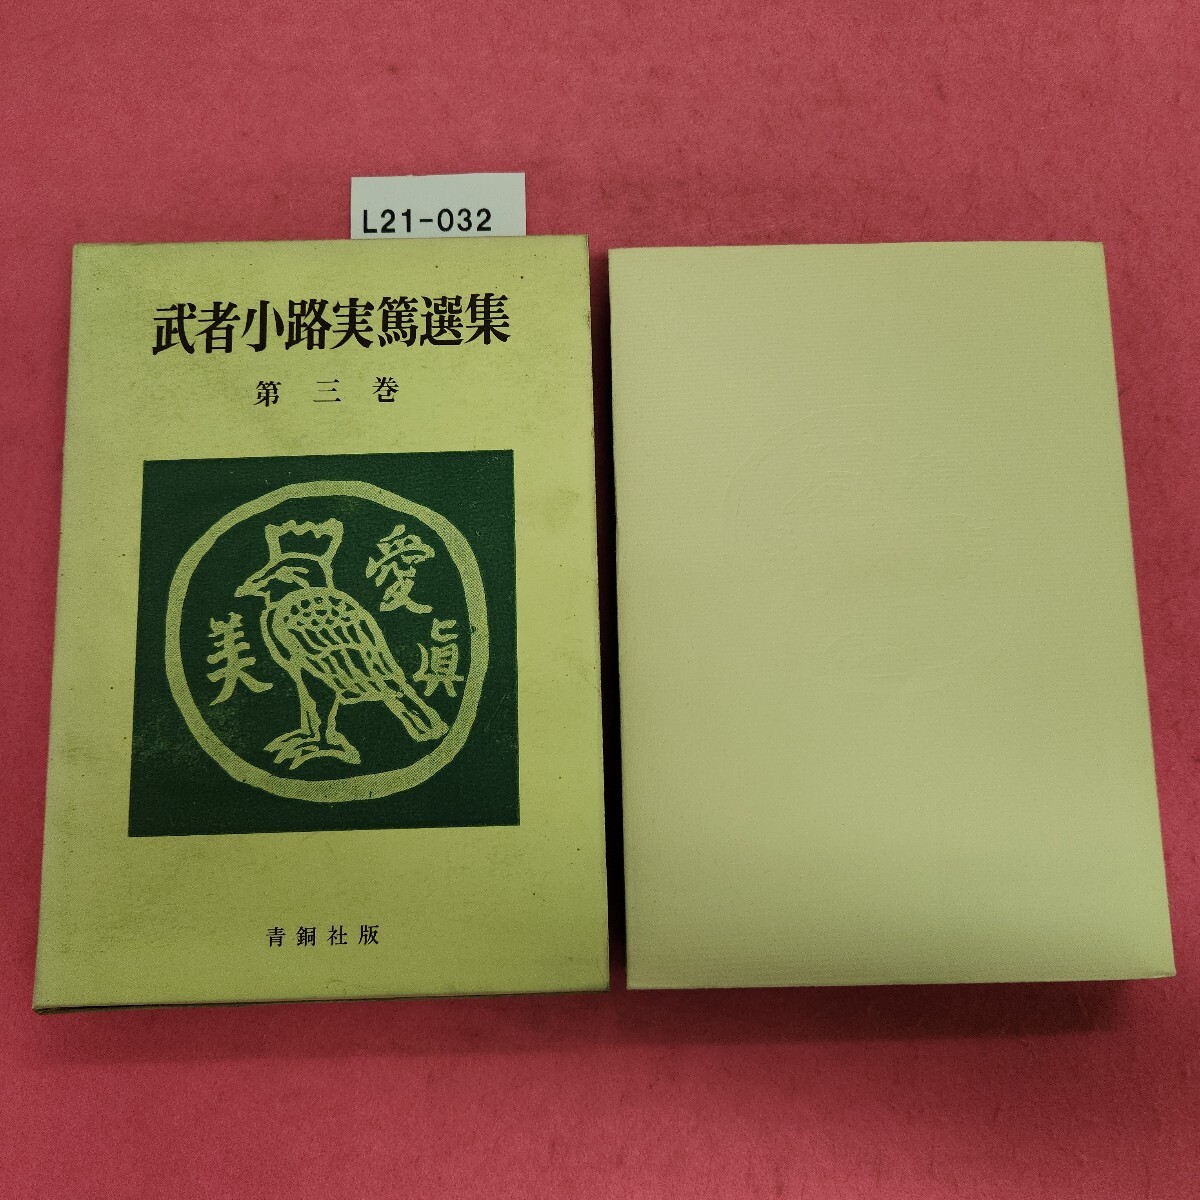 L21-032
武者小路実篤選集
第三巻
愛
眞
美
青銅社版